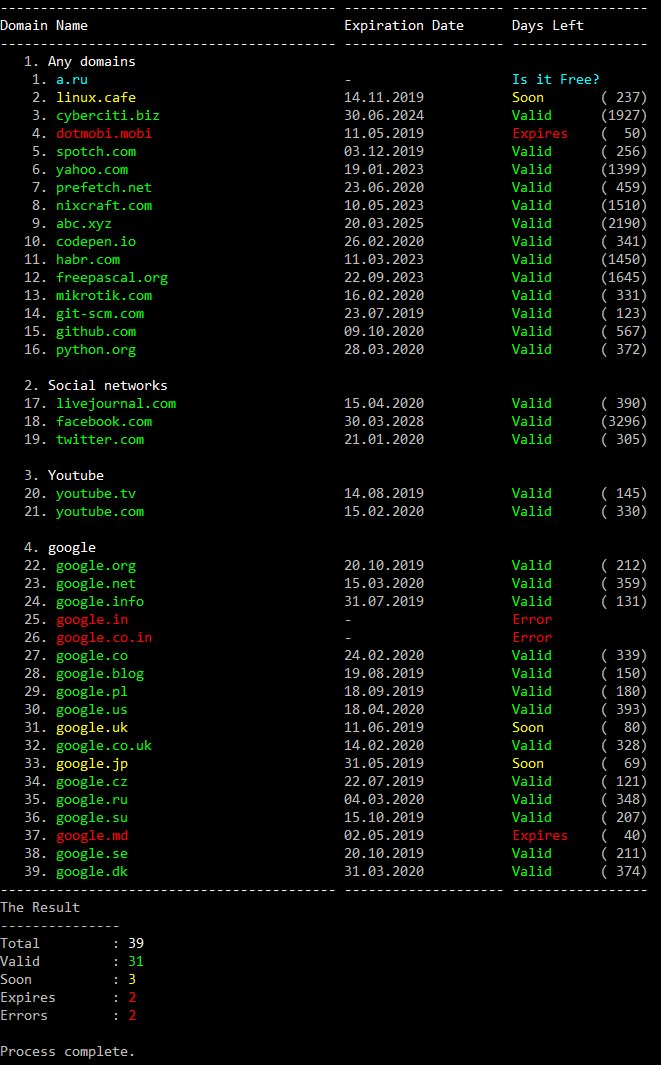 ------------------------------------------ -------------------- -----------------
Domain Name                                Expiration Date      Days Left
------------------------------------------ -------------------- -----------------
   1. Any domains
    1. a.ru                                -                    Is it Free?
    2. linux.cafe                          14.11.2019           Soon       ( 237)
    3. cyberciti.biz                       30.06.2024           Valid      (1927)
    4. dotmobi.mobi                        11.05.2019           Expires    (  50)
    5. spotch.com                          03.12.2019           Valid      ( 256)
    6. yahoo.com                           19.01.2023           Valid      (1399)
    7. prefetch.net                        23.06.2020           Valid      ( 459)
    8. nixcraft.com                        10.05.2023           Valid      (1510)
    9. abc.xyz                             20.03.2025           Valid      (2190)
   10. codepen.io                          26.02.2020           Valid      ( 341)
   11. habr.com                            11.03.2023           Valid      (1450)
   12. freepascal.org                      22.09.2023           Valid      (1645)
   13. mikrotik.com                        16.02.2020           Valid      ( 331)
   14. git-scm.com                         23.07.2019           Valid      ( 123)
   15. github.com                          09.10.2020           Valid      ( 567)
   16. python.org                          28.03.2020           Valid      ( 372)

   2. Social networks
   17. livejournal.com                     15.04.2020           Valid      ( 390)
   18. facebook.com                        30.03.2028           Valid      (3296)
   19. twitter.com                         21.01.2020           Valid      ( 305)

   3. Youtube
   20. youtube.tv                          14.08.2019           Valid      ( 145)
   21. youtube.com                         15.02.2020           Valid      ( 330)

   4. google
   22. google.org                          20.10.2019           Valid      ( 212)
   23. google.net                          15.03.2020           Valid      ( 359)
   24. google.info                         31.07.2019           Valid      ( 131)
   25. google.in                           -                    Error
   26. google.co.in                        -                    Error
   27. google.co                           24.02.2020           Valid      ( 339)
   28. google.blog                         19.08.2019           Valid      ( 150)
   29. google.pl                           18.09.2019           Valid      ( 180)
   30. google.us                           18.04.2020           Valid      ( 393)
   31. google.uk                           11.06.2019           Soon       (  80)
   32. google.co.uk                        14.02.2020           Valid      ( 328)
   33. google.jp                           31.05.2019           Soon       (  69)
   34. google.cz                           22.07.2019           Valid      ( 121)
   35. google.ru                           04.03.2020           Valid      ( 348)
   36. google.su                           15.10.2019           Valid      ( 207)
   37. google.md                           02.05.2019           Expires    (  40)
   38. google.se                           20.10.2019           Valid      ( 211)
   39. google.dk                           31.03.2020           Valid      ( 374)
------------------------------------------ -------------------- -----------------
The Result
---------------
Total         : 39
Valid         : 31
Soon          : 3
Expires       : 2
Errors        : 2

Process complete.